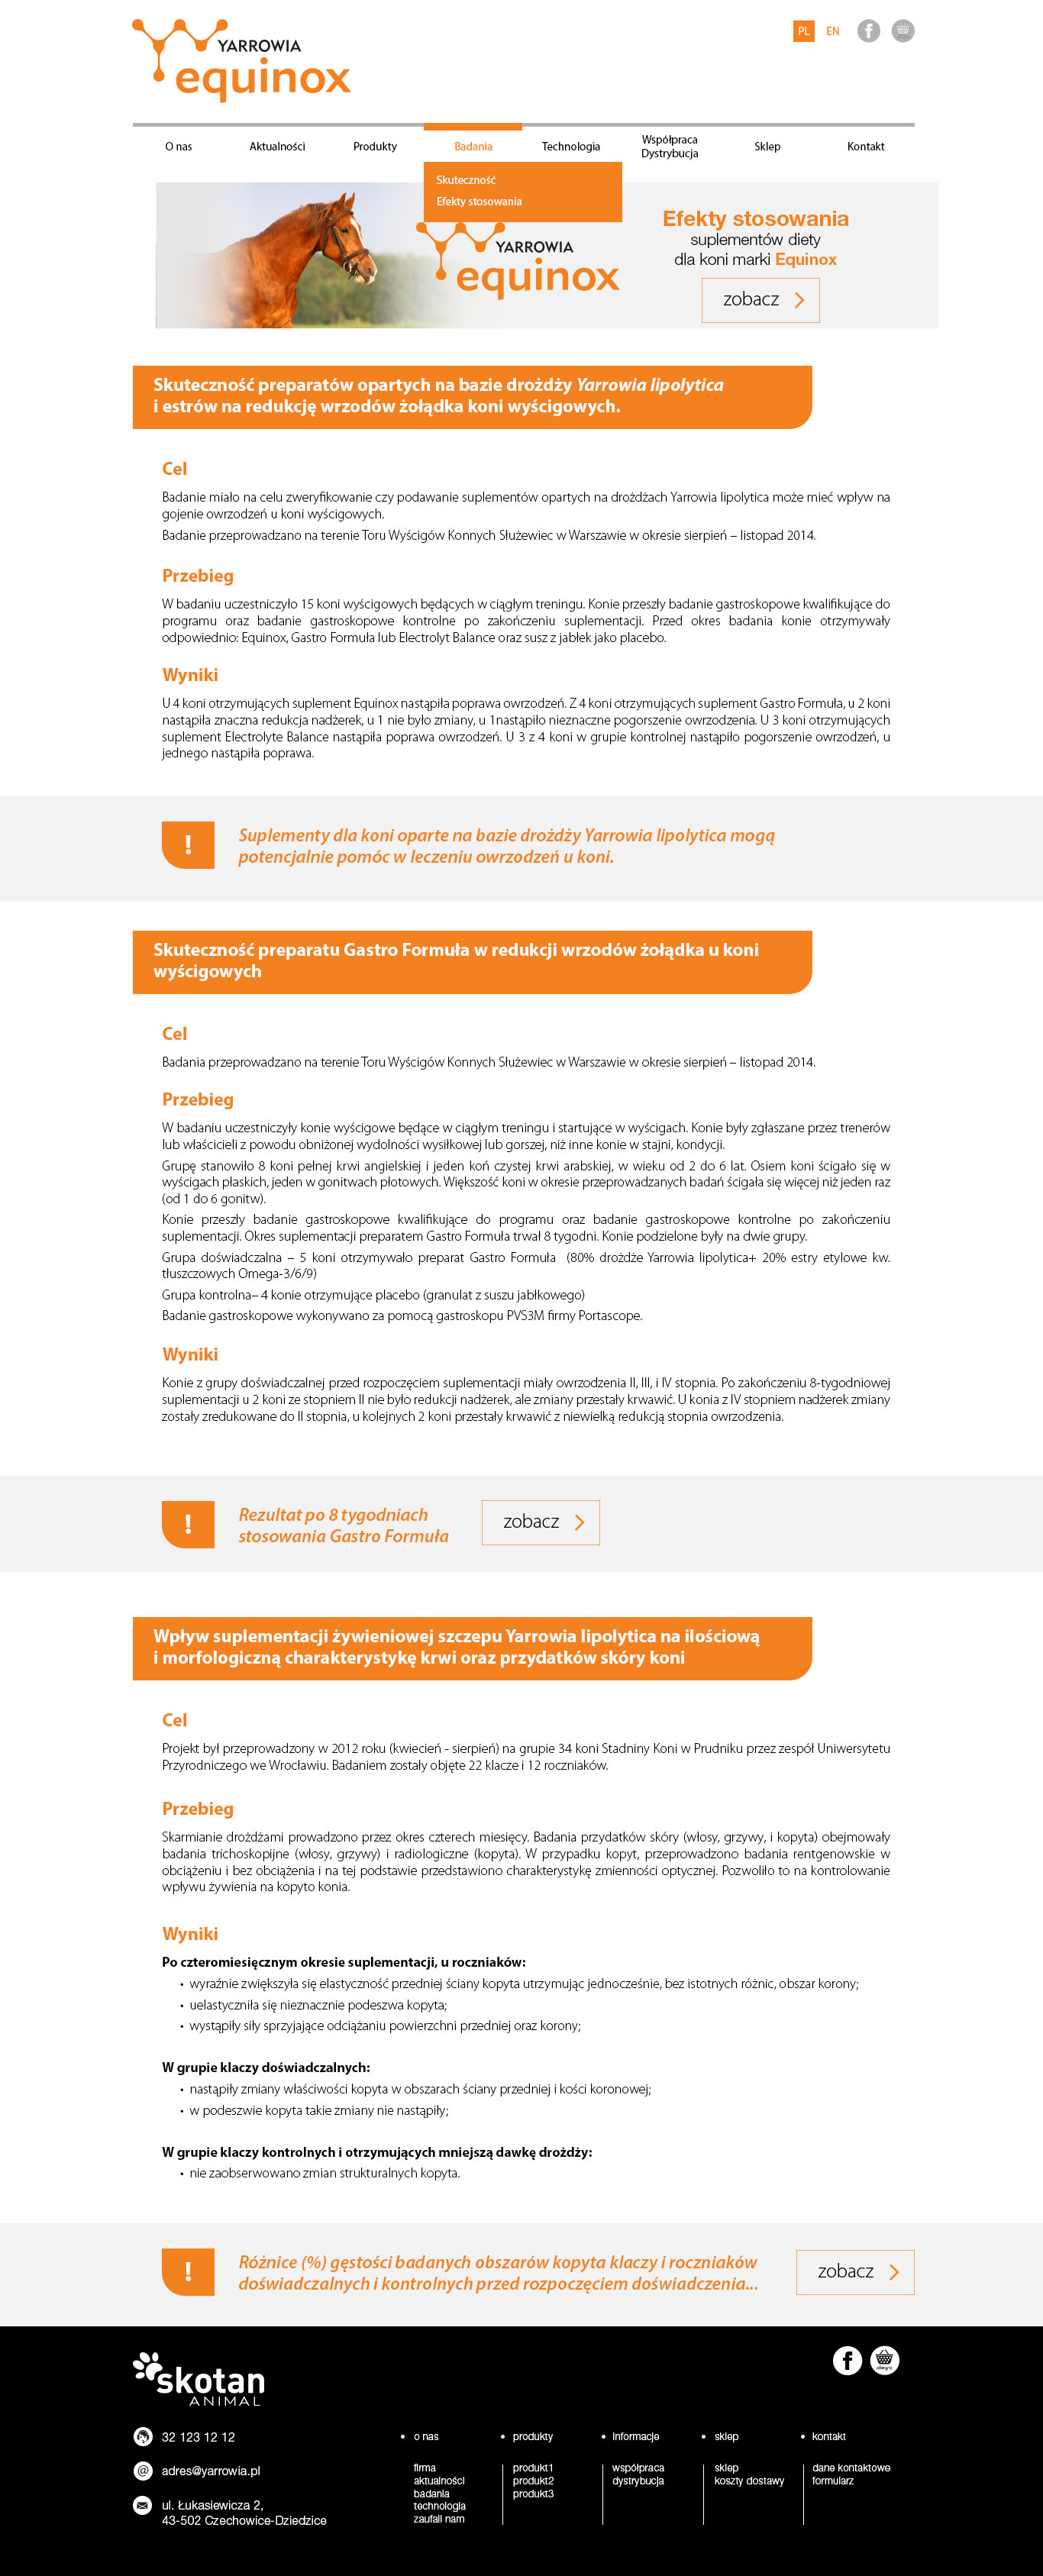 YARROWIA
equinox
PL EN
O nas Aktualności Produkty Badania Technologia Współpraca Dystrybucja Sklep Kontakt
Skuteczność
Efekty stosowania
YARROWIA
equinox
Efekty stosowania
suplementów diety
dla koni marki Equinox
zobacz
Skuteczność preparatów opartych na bazie drożdży Yarrowia lipolytica
i estrów na redukcję wrzodów żołądka koni wyścigowych.
Cel
Badanie miało na celu zweryfikowanie czy podawanie suplementów opartych na drożdżach Yarrowia lipolytica może mieć wpływ na
gojenie owrzodzeń u koni wyścigowych.
Badanie przeprowadzano na terenie Toru Wyścigów Konnych Służewiec w Warszawie w okresie sierpień – listopad 2014.
Przebieg
W badaniu uczestniczyło 15 koni wyścigowych będących w ciągłym treningu. Konie przeszły badanie gastroskopowe kwalifikujące do
programu oraz badanie gastroskopowe kontrolne po zakończeniu suplementacji. Przed okres badania konie otrzymywały
odpowiednio: Equinox, Gastro Formuła lub Electrolyt Balance oraz susz z jabłek jako placebo.
Wyniki
U 4 koni otrzymujących suplement Equinox nastąpiła poprawa owrzodzeń. Z 4 koni otrzymujących suplement Gastro Formuła, u 2 koni
nastąpiła znaczna redukcja nadżerek, u 1 nie było zmiany, u 1nastąpiło nieznaczne pogorszenie owrzodzenia. U 3 koni otrzymujących
suplement Electrolyte Balance nastąpiła poprawa owrzodzeń. U 3 z 4 koni w grupie kontrolnej nastąpiło pogorszenie owrzodzeń, u
jednego nastąpiła poprawa.
!
Suplementy dla koni oparte na bazie drożdży Yarrowia lipolytica mogą
potencjalnie pomóc w leczeniu owrzodzeń u koni.
Skuteczność preparatu Gastro Formuła w redukcji wrzodów żołądka u koni
wyścigowych
Cel
Badania przeprowadzano na terenie Toru Wyścigów Konnych Służewiec w Warszawie w okresie sierpień – listopad 2014.
Przebieg
W badaniu uczestniczyły konie wyścigowe będące w ciągłym treningu i startujące w wyścigach. Konie były zgłaszane przez trenerów
lub właścicieli z powodu obniżonej wydolności wysiłkowej lub gorszej, niż inne konie w stajni, kondycji.
Grupę stanowiło 8 koni pełnej krwi angielskiej i jeden koń czystej krwi arabskiej, w wieku od 2 do 6 lat. Osiem koni ścigało się w
wyścigach płaskich, jeden w gonitwach płotowych. Większość koni w okresie przeprowadzanych badań ścigała się więcej niż jeden raz
(od 1 do 6 gonitw).
Konie przeszły badanie gastroskopowe kwalifikujące do programu oraz badanie gastroskopowe kontrolne po zakończeniu
suplementacji. Okres suplementacji preparatem Gastro Formuła trwał 8 tygodni. Konie podzielone były na dwie grupy.
Grupa doświadczalna – 5 koni otrzymywało preparat Gastro Formuła (80% drożdże Yarrowia lipolytica+ 20% estry etylowe kw.
tłuszczowych Omega-3/6/9)
Grupa kontrolna– 4 konie otrzymujące placebo (granulat z suszu jabłkowego)
Badanie gastroskopowe wykonywano za pomocą gastroskopu PVS3M firmy Portascope.
Wyniki
Konie z grupy doświadczalnej przed rozpoczęciem suplementacji miały owrzodzenia II, III, i IV stopnia. Po zakończeniu 8-tygodniowej
suplementacji u 2 koni ze stopniem II nie było redukcji nadżerek, ale zmiany przestały krwawić. U konia z IV stopniem nadżerek zmiany
zostały zredukowane do II stopnia, u kolejnych 2 koni przestały krwawić z niewielką redukcją stopnia owrzodzenia.
!
Rezultat po 8 tygodniach
stosowania Gastro Formuła
zobacz
Wpływ suplementacji żywieniowej szczepu Yarrowia lipolytica na ilościową
i morfologiczną charakterystykę krwi oraz przydatków skóry koni
Cel
Projekt był przeprowadzony w 2012 roku (kwiecień - sierpień) na grupie 34 koni Stadniny Koni w Prudniku przez zespół Uniwersytetu
Przyrodniczego we Wrocławiu. Badaniem zostały objęte 22 klacze i 12 roczniaków.
Przebieg
Skarmianie drożdżami prowadzono przez okres czterech miesięcy. Badania przydatków skóry (włosy, grzywy, i kopyta) obejmowały
badania trichoskopijne (włosy, grzywy) i radiologiczne (kopyta). W przypadku kopyt, przeprowadzono badania rentgenowskie w
obciążeniu i bez obciążenia i na tej podstawie przedstawiono charakterystykę zmienności optycznej. Pozwoliło to na kontrolowanie
wpływu żywienia na kopyto konia.
Wyniki
Po czteromiesięcznym okresie suplementacji, u roczniaków:
• wyraźnie zwiększyła się elastyczność przedniej ściany kopyta utrzymując jednocześnie, bez istotnych różnic, obszar korony;
• uelastyczniła się nieznacznie podeszwa kopyta;
• wystąpiły siły sprzyjające odciążaniu powierzchni przedniej oraz korony;
W grupie klaczy doświadczalnych:
• nastąpiły zmiany właściwości kopyta w obszarach ściany przedniej i kości koronowej;
• w podeszwie kopyta takie zmiany nie nastąpiły;
W grupie klaczy kontrolnych i otrzymujących mniejszą dawkę drożdży:
• nie zaobserwowano zmian strukturalnych kopyta.
!
Różnice (%) gęstości badanych obszarów kopyta klaczy i roczniaków
doświadczalnych i kontrolnych przed rozpoczęciem doświadczenia...
zobacz
skotan
ANIMAL
allegro
32 123 12 12
adres@yarrowia.pl
ul. Łukasiewicza 2,
43-502 Czechowice-Dziedzice
• o nas
firma
aktualności
badania
technologia
zaufali nam
• produkty
produkt1
produkt2
produkt3
• informacje
współpraca
dystrybucja
• sklep
sklep
koszty dostawy
• kontakt
dane kontaktowe
formularz